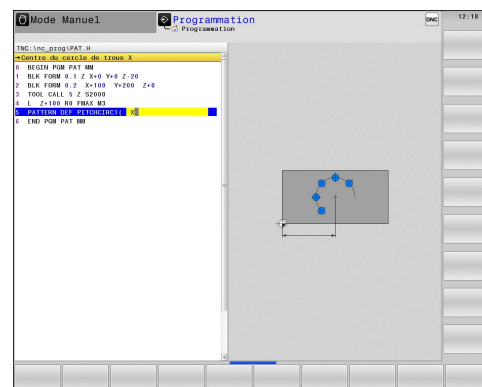 Mode Manuel
Programmation
Programmation
DNC
12:18
TNC:\nc_prog\PAT.H
→Centre du cercle de trous X
0 BEGIN PGM PAT MM
1 BLK FORM 0.1 Z X+0 Y+0 Z-20
2 BLK FORM 0.2 X+100 Y+200 Z+0
3 TOOL CALL 5 Z S2000
4 L Z+100 R0 FMAX M3
5 PATTERN DEF PITCHCIRC1( X
6 END PGM PAT MM